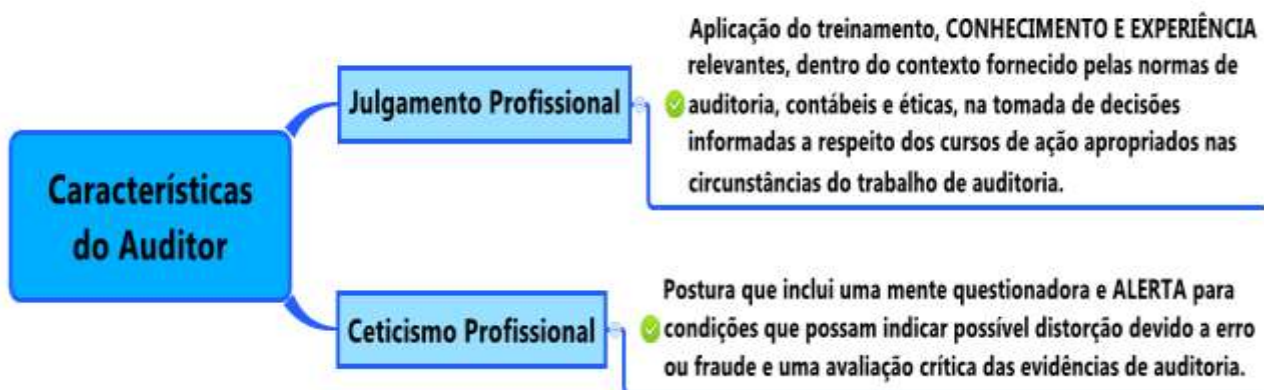 Características
do Auditor
Julgamento Profissional
Aplicação do treinamento, CONHECIMENTO E EXPERIÊNCIA
relevantes, dentro do contexto fornecido pelas normas de
auditoria, contábeis e éticas, na tomada de decisões
informadas a respeito dos cursos de ação apropriados nas
circunstâncias do trabalho de auditoria.
Ceticismo Profissional
Postura que inclui uma mente questionadora e ALERTA para
condições que possam indicar possível distorção devido a erro
ou fraude e uma avaliação crítica das evidências de auditoria.